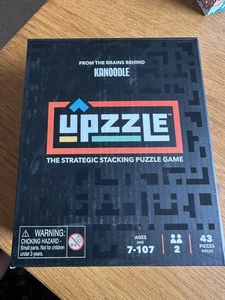 FROM THE BRAINS BEHIND
KANOODLE
UPZZLE
THE STRATEGIC STACKING PUZZLE GAME
WARNING:
CHOKING HAZARD -
Small parts. Not for children
under 3 years.
AGES
7-107
2
43
PIECES